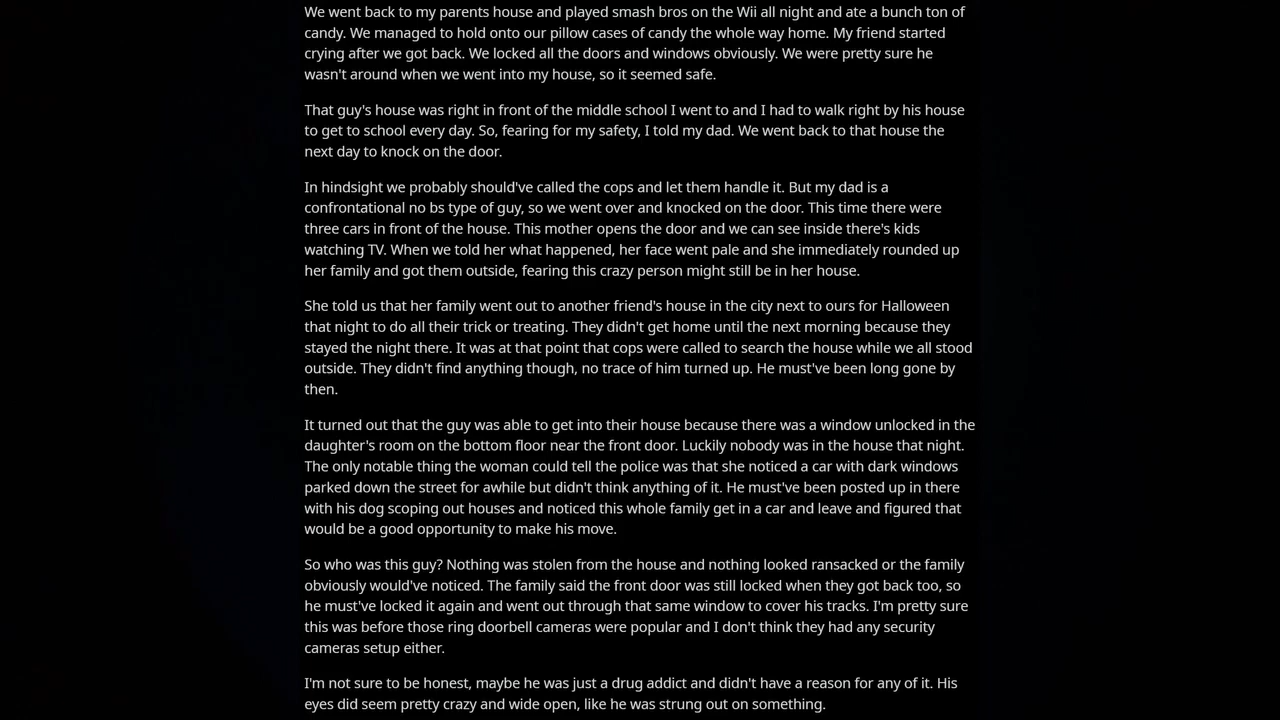 We went back to my parents house and played smash bros on the Wii all night and ate a bunch ton of
candy. We managed to hold onto our pillow cases of candy the whole way home. My friend started
crying after we got back. We locked all the doors and windows obviously. We were pretty sure he
wasn't around when we went into my house, so it seemed safe.
That guy's house was right in front of the middle school I went to and I had to walk right by his house
to get to school every day. So, fearing for my safety, I told my dad. We went back to that house the
next day to knock on the door.
In hindsight we probably should've called the cops and let them handle it. But my dad is a
confrontational no bs type of guy, so we went over and knocked on the door. This time there were
three cars in front of the house. This mother opens the door and we can see inside there's kids
watching TV. When we told her what happened, her face went pale and she immediately rounded up
her family and got them outside, fearing this crazy person might still be in her house.
She told us that her family went out to another friend's house in the city next to ours for Halloween
that night to do all their trick or treating. They didn't get home until the next morning because they
stayed the night there. It was at that point that cops were called to search the house while we all stood
outside. They didn't find anything though, no trace of him turned up. He must've been long gone by
then.
It turned out that the guy was able to get into their house because there was a window unlocked in the
daughter's room on the bottom floor near the front door. Luckily nobody was in the house that night.
The only notable thing the woman could tell the police was that she noticed a car with dark windows
parked down the street for awhile but didn't think anything of it. He must've been posted up in there
with his dog scoping out houses and noticed this whole family get in a car and leave and figured that
would be a good opportunity to make his move.
So who was this guy? Nothing was stolen from the house and nothing looked ransacked or the family
obviously would've noticed. The family said the front door was still locked when they got back too, so
he must've locked it again and went out through that same window to cover his tracks. I'm pretty sure
this was before those ring doorbell cameras were popular and I don't think they had any security
cameras setup either.
I'm not sure to be honest, maybe he was just a drug addict and didn't have a reason for any of it. His
eyes did seem pretty crazy and wide open, like he was strung out on something.